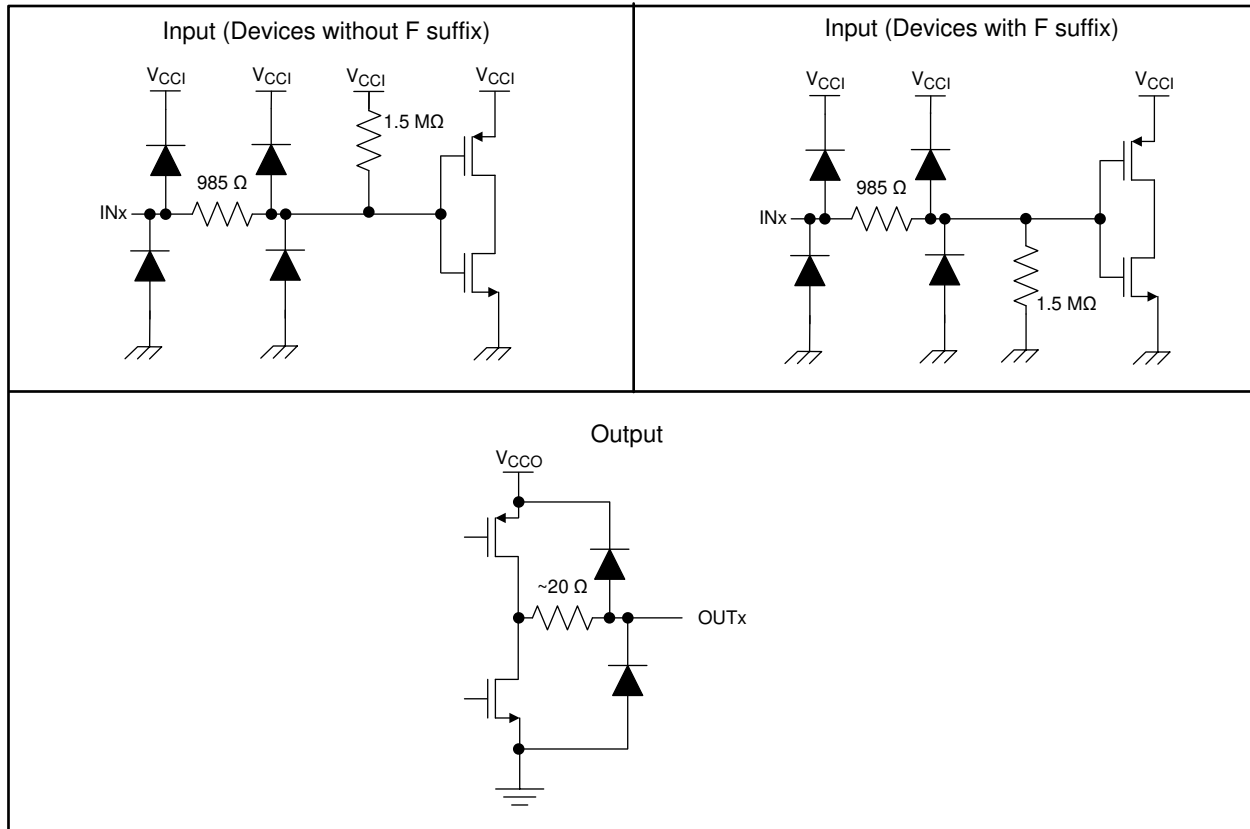 Input (Devices without F suffix)
VCCI VCCI VCCI VCCI
1.5 MΩ
985 Ω
INx
Input (Devices with F suffix)
VCCI VCCI VCCI
985 Ω
INx
1.5 MΩ
Output
VCCO
~20 Ω
OUTx